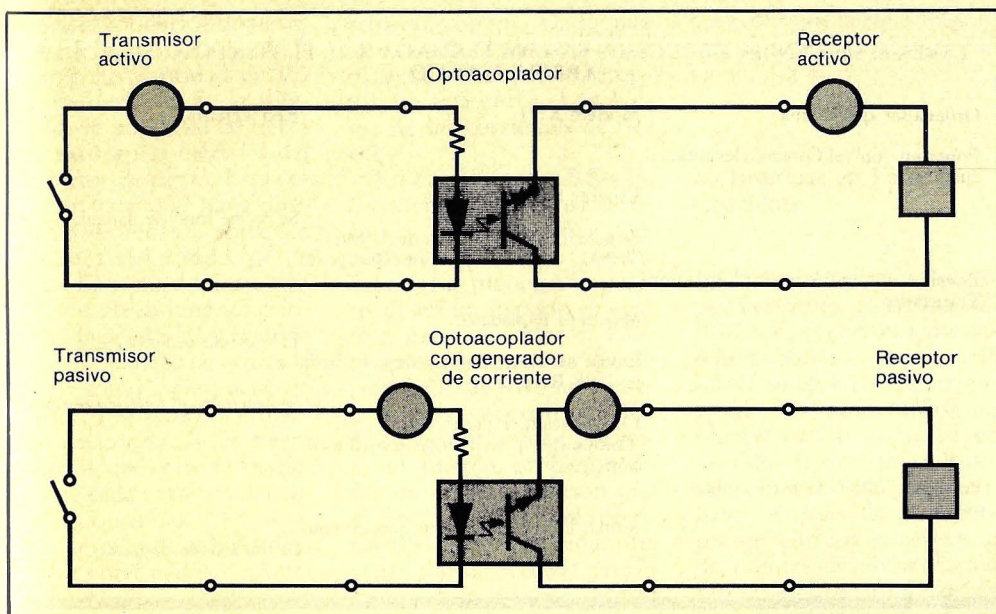 Transmisor
activo
Optoacoplador
Receptor
activo
Transmisor
pasivo
Optoacoplador
con generador
de corriente
Receptor
pasivo